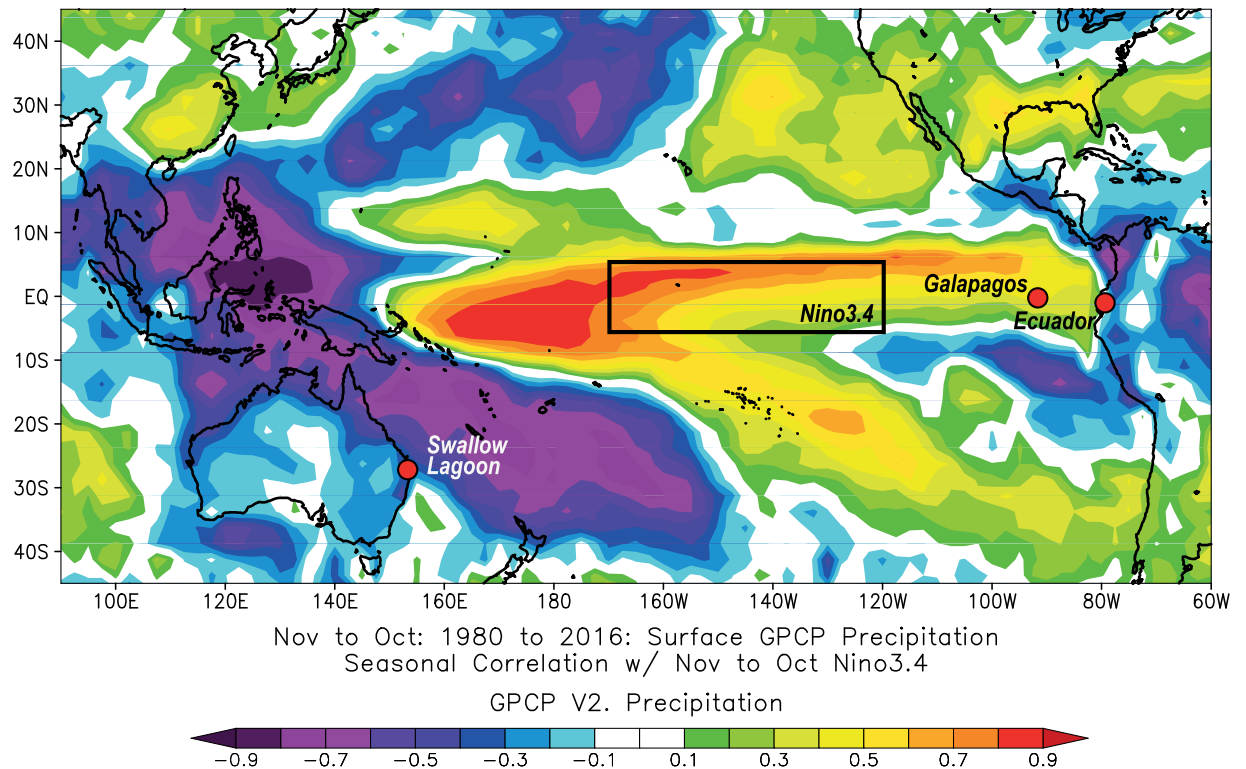 40N
30N
20N
10N
EQ
10S
20S
30S
40S
Galapagos
Nino3.4
Ecuador
Swallow
Lagoon
100E 120E 140E 160E 180 160W 140W 120W 100W 80W 60W
Nov to Oct: 1980 to 2016: Surface GPCP Precipitation
Seasonal Correlation w/ Nov to Oct Nino3.4
GPCP V2. Precipitation
-0.9 -0.7 -0.5 -0.3 -0.1 0.1 0.3 0.5 0.7 0.9